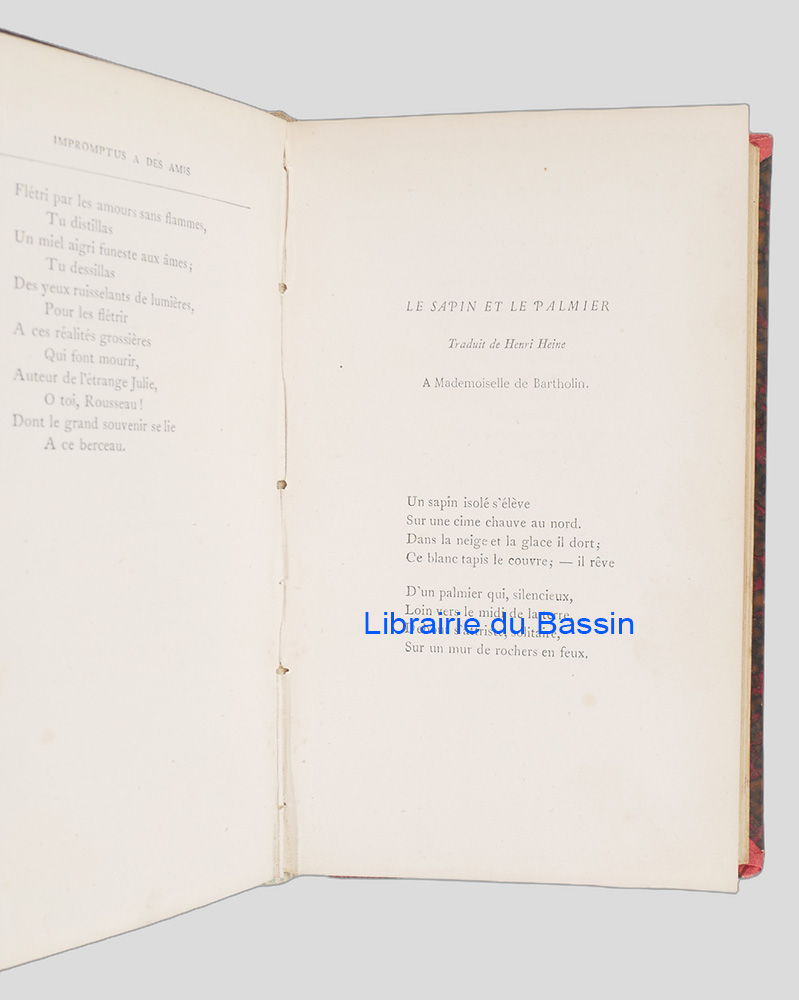 IMPROMPTUS A DES AMIS
Flétri par les amours sans flammes,
Tu distillas
Un miel aigri funeste aux âmes;
Tu dessillas
Des yeux ruisselants de lumières,
Pour les flétrir
A ces réalités grossières
Qui font mourir,
Auteur de l'étrange Julie,
O toi, Rousseau!
Dont le grand souvenir se lie
A ce berceau.
LE SAPIN ET LE PALMIER
Traduit de Henri Heine
A Mademoiselle de Bartholin.
Un sapin isolé s'élève
Sur une cime chauve au nord.
Dans la neige et la glace il dort;
Ce blanc tapis le couvre; — il rêve
D'un palmier qui, silencieux,
Loin vers le midi de la terre,
Librairie du Bassin
s'attriste, solitaire,
Sur un mur de rochers en feux.